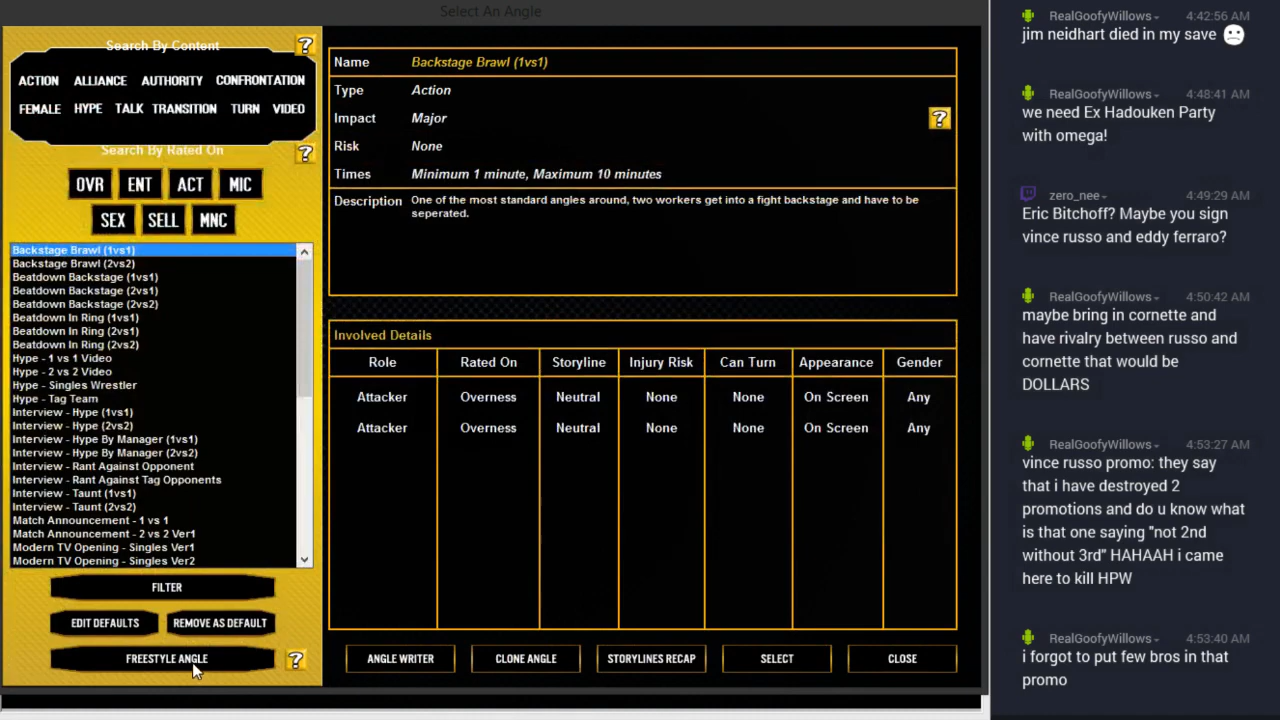 Select An Angle
Search By Content
?
ACTION ALLIANCE AUTHORITY CONFRONTATION
FEMALE HYPE TALK TRANSITION TURN VIDEO
Search By Rated On
?
OVR ENT ACT MIC
SEX SELL MNC
Backstage Brawl (1vs1)
Backstage Brawl (2vs2)
Beatdown Backstage (1vs1)
Beatdown Backstage (2vs1)
Beatdown Backstage (2vs2)
Beatdown In Ring (1vs1)
Beatdown In Ring (2vs1)
Beatdown In Ring (2vs2)
Hype - 1 vs 1 Video
Hype - 2 vs 2 Video
Hype - Singles Wrestler
Hype - Tag Team
Interview - Hype (1vs1)
Interview - Hype (2vs2)
Interview - Hype By Manager (1vs1)
Interview - Hype By Manager (2vs2)
Interview - Rant Against Opponent
Interview - Rant Against Tag Opponents
Interview - Taunt (1vs1)
Interview - Taunt (2vs2)
Match Announcement - 1 vs 1
Match Announcement - 2 vs 2 Ver1
Modern TV Opening - Singles Ver1
Modern TV Opening - Singles Ver2
FILTER
EDIT DEFAULTS REMOVE AS DEFAULT
FREESTYLE ANGLE ?
Name Backstage Brawl (1vs1)
Type Action
Impact Major
?
Risk None
Times Minimum 1 minute, Maximum 10 minutes
Description One of the most standard angles around, two workers get into a fight backstage and have to be
seperated.
Involved Details
Role Rated On Storyline Injury Risk Can Turn Appearance Gender
Attacker Overness Neutral None None On Screen Any
Attacker Overness Neutral None None On Screen Any
ANGLE WRITER CLONE ANGLE STORYLINES RECAP SELECT CLOSE
RealGoofyWillows 4:42:56 AM
jim neidhart died in my save
RealGoofyWillows 4:48:41 AM
we need Ex Hadouken Party
with omega!
zero_nee 4:49:29 AM
Eric Bitchoff? Maybe you sign
vince russo and eddy ferraro?
RealGoofyWillows 4:50:42 AM
maybe bring in cornette and
have rivalry between russo and
cornette that would be
DOLLARS
RealGoofyWillows 4:53:27 AM
vince russo promo: they say
that i have destroyed 2
promotions and do u know what
is that one saying "not 2nd
without 3rd" HAHAAH i came
here to kill HPW
RealGoofyWillows 4:53:40 AM
i forgot to put few bros in that
promo